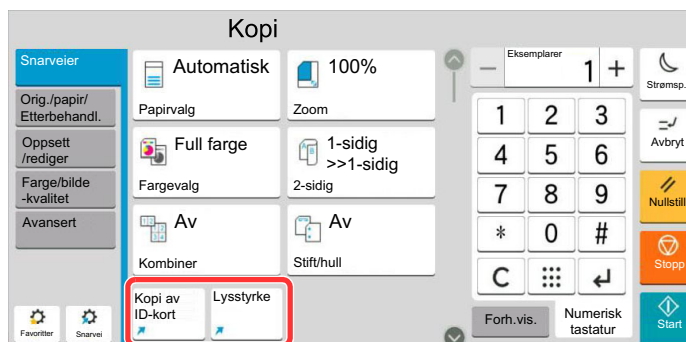 Kopi
Snarveier
Orig./papir/
Etterbehandl.
Oppsett
/rediger
Farge/bilde
-kvalitet
Avansert
Favoritter
Snarvei
Automatisk
Papirvalg
100%
Zoom
Full farge
Fargevalg
1-sidig
>>1-sidig
2-sidig
Av
Kombiner
Av
Stift/hull
Kopi av
ID-kort
Lysstyrke
Eksemplarer
− 1 +
1 2 3
4 5 6
7 8 9
* 0 #
C
Forh.vis.
Numerisk
tastatur
Strømsp.
Avbryt
Nullstill
Stopp
Start